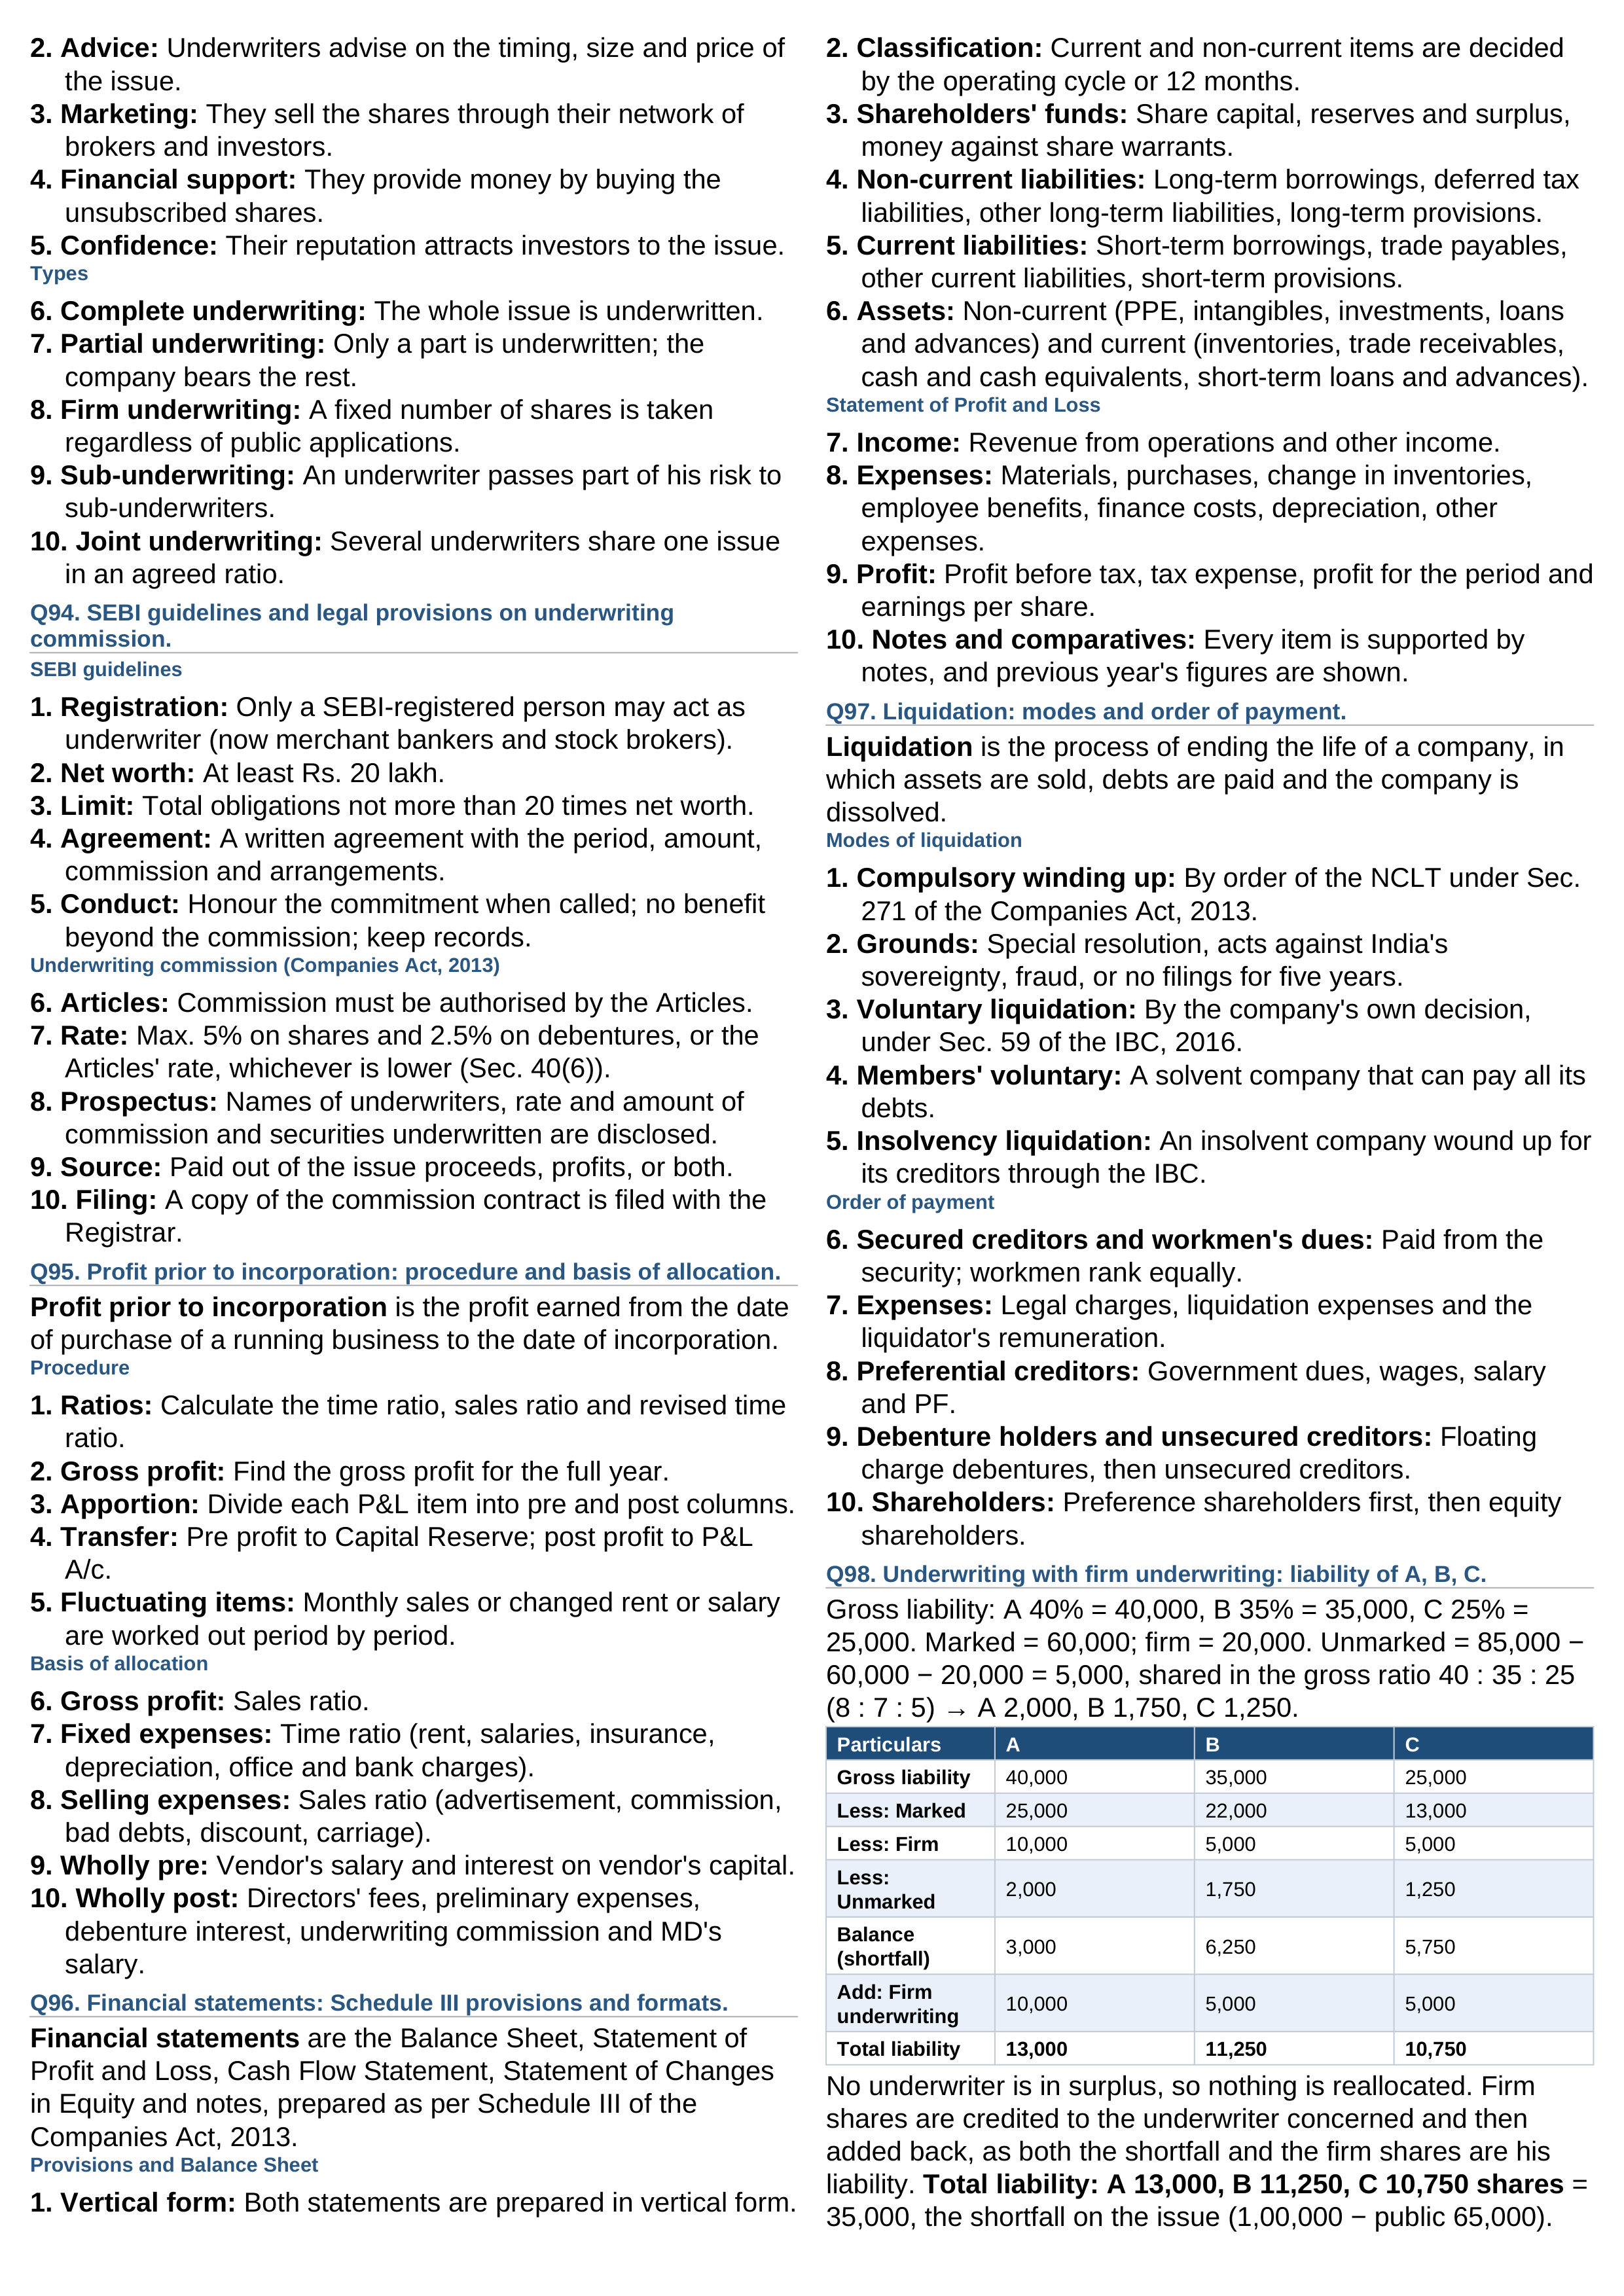 2. Advice: Underwriters advise on the timing, size and price of
the issue.
3. Marketing: They sell the shares through their network of
brokers and investors.
4. Financial support: They provide money by buying the
unsubscribed shares.
5. Confidence: Their reputation attracts investors to the issue.
Types
6. Complete underwriting: The whole issue is underwritten.
7. Partial underwriting: Only a part is underwritten; the
company bears the rest.
8. Firm underwriting: A fixed number of shares is taken
regardless of public applications.
9. Sub-underwriting: An underwriter passes part of his risk to
sub-underwriters.
10. Joint underwriting: Several underwriters share one issue
in an agreed ratio.
Q94. SEBI guidelines and legal provisions on underwriting
commission.
SEBI guidelines
1. Registration: Only a SEBI-registered person may act as
underwriter (now merchant bankers and stock brokers).
2. Net worth: At least Rs. 20 lakh.
3. Limit: Total obligations not more than 20 times net worth.
4. Agreement: A written agreement with the period, amount,
commission and arrangements.
5. Conduct: Honour the commitment when called; no benefit
beyond the commission; keep records.
Underwriting commission (Companies Act, 2013)
6. Articles: Commission must be authorised by the Articles.
7. Rate: Max. 5% on shares and 2.5% on debentures, or the
Articles' rate, whichever is lower (Sec. 40(6)).
8. Prospectus: Names of underwriters, rate and amount of
commission and securities underwritten are disclosed.
9. Source: Paid out of the issue proceeds, profits, or both.
10. Filing: A copy of the commission contract is filed with the
Registrar.
Q95. Profit prior to incorporation: procedure and basis of allocation.
Profit prior to incorporation is the profit earned from the date
of purchase of a running business to the date of incorporation.
Procedure
1. Ratios: Calculate the time ratio, sales ratio and revised time
ratio.
2. Gross profit: Find the gross profit for the full year.
3. Apportion: Divide each P&L item into pre and post columns.
4. Transfer: Pre profit to Capital Reserve; post profit to P&L
A/c.
5. Fluctuating items: Monthly sales or changed rent or salary
are worked out period by period.
Basis of allocation
6. Gross profit: Sales ratio.
7. Fixed expenses: Time ratio (rent, salaries, insurance,
depreciation, office and bank charges).
8. Selling expenses: Sales ratio (advertisement, commission,
bad debts, discount, carriage).
9. Wholly pre: Vendor's salary and interest on vendor's capital.
10. Wholly post: Directors' fees, preliminary expenses,
debenture interest, underwriting commission and MD's
salary.
Q96. Financial statements: Schedule III provisions and formats.
Financial statements are the Balance Sheet, Statement of
Profit and Loss, Cash Flow Statement, Statement of Changes
in Equity and notes, prepared as per Schedule III of the
Companies Act, 2013.
Provisions and Balance Sheet
1. Vertical form: Both statements are prepared in vertical form.
2. Classification: Current and non-current items are decided
by the operating cycle or 12 months.
3. Shareholders' funds: Share capital, reserves and surplus,
money against share warrants.
4. Non-current liabilities: Long-term borrowings, deferred tax
liabilities, other long-term liabilities, long-term provisions.
5. Current liabilities: Short-term borrowings, trade payables,
other current liabilities, short-term provisions.
6. Assets: Non-current (PPE, intangibles, investments, loans
and advances) and current (inventories, trade receivables,
cash and cash equivalents, short-term loans and advances).
Statement of Profit and Loss
7. Income: Revenue from operations and other income.
8. Expenses: Materials, purchases, change in inventories,
employee benefits, finance costs, depreciation, other
expenses.
9. Profit: Profit before tax, tax expense, profit for the period and
earnings per share.
10. Notes and comparatives: Every item is supported by
notes, and previous year's figures are shown.
Q97. Liquidation: modes and order of payment.
Liquidation is the process of ending the life of a company, in
which assets are sold, debts are paid and the company is
dissolved.
Modes of liquidation
1. Compulsory winding up: By order of the NCLT under Sec.
271 of the Companies Act, 2013.
2. Grounds: Special resolution, acts against India's
sovereignty, fraud, or no filings for five years.
3. Voluntary liquidation: By the company's own decision,
under Sec. 59 of the IBC, 2016.
4. Members' voluntary: A solvent company that can pay all its
debts.
5. Insolvency liquidation: An insolvent company wound up for
its creditors through the IBC.
Order of payment
6. Secured creditors and workmen's dues: Paid from the
security; workmen rank equally.
7. Expenses: Legal charges, liquidation expenses and the
liquidator's remuneration.
8. Preferential creditors: Government dues, wages, salary
and PF.
9. Debenture holders and unsecured creditors: Floating
charge debentures, then unsecured creditors.
10. Shareholders: Preference shareholders first, then equity
shareholders.
Q98. Underwriting with firm underwriting: liability of A, B, C.
Gross liability: A 40% = 40,000, B 35% = 35,000, C 25% =
25,000. Marked = 60,000; firm = 20,000. Unmarked = 85,000 −
60,000 − 20,000 = 5,000, shared in the gross ratio 40 : 35 : 25
(8 : 7 : 5) → A 2,000, B 1,750, C 1,250.
Particulars A B C
Gross liability 40,000 35,000 25,000
Less: Marked 25,000 22,000 13,000
Less: Firm 10,000 5,000 5,000
Less:
Unmarked 2,000 1,750 1,250
Balance
(shortfall) 3,000 6,250 5,750
Add: Firm
underwriting 10,000 5,000 5,000
Total liability 13,000 11,250 10,750
No underwriter is in surplus, so nothing is reallocated. Firm
shares are credited to the underwriter concerned and then
added back, as both the shortfall and the firm shares are his
liability. Total liability: A 13,000, B 11,250, C 10,750 shares =
35,000, the shortfall on the issue (1,00,000 − public 65,000).